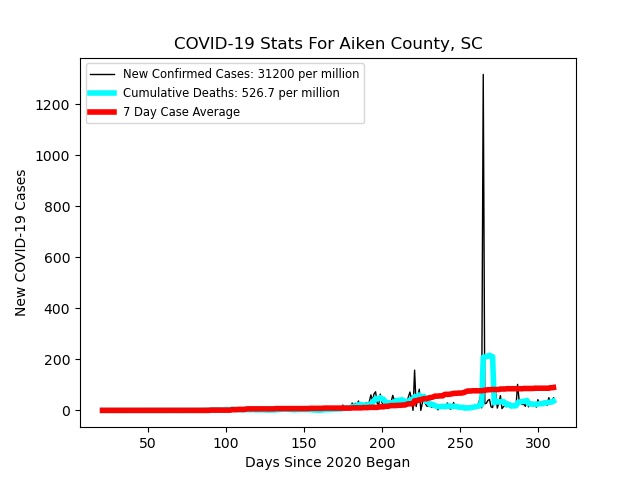 COVID-19 Stats For Aiken County, SC
New Confirmed Cases: 31200 per million
Cumulative Deaths: 526.7 per million
7 Day Case Average
New COVID-19 Cases
1200
1000
800
600
400
200
0
50 100 150 200 250 300
Days Since 2020 Began